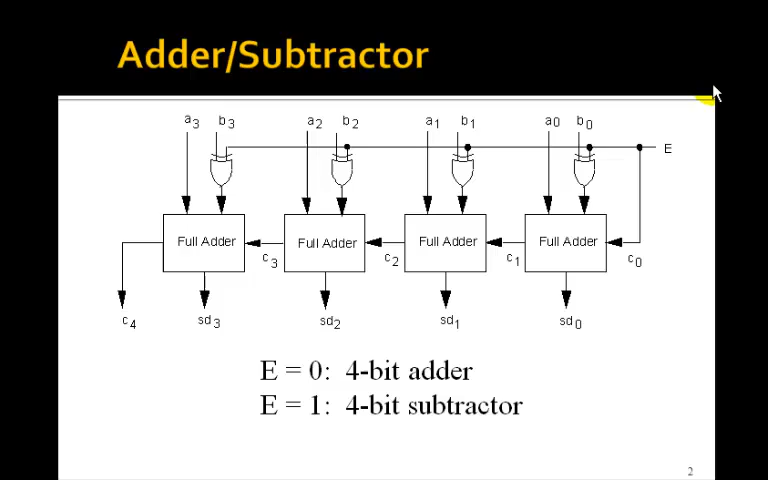 Adder/Subtractor
a3 b3 a2 b2 a1 b1 a0 b0
E
Full Adder Full Adder Full Adder Full Adder
c3 c2 c1 c0
c4 sd3 sd2 sd1 sd0
E = 0: 4-bit adder
E = 1: 4-bit subtractor
2